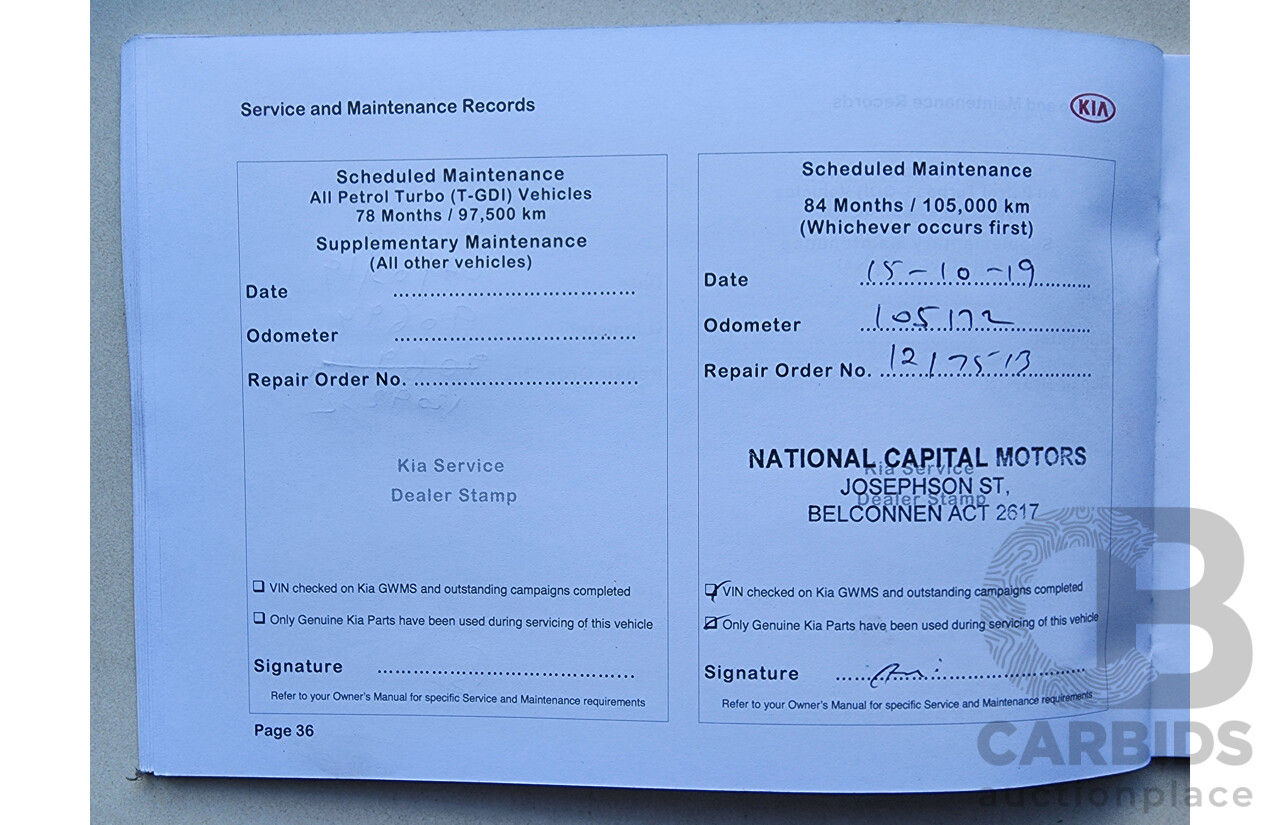 Service and Maintenance Records
KIA
Scheduled Maintenance
All Petrol Turbo (T-GDI) Vehicles
78 Months / 97,500 km
Supplementary Maintenance
(All other vehicles)
Date ..........................................
Odometer ..........................................
Repair Order No. .......................................
Kia Service
Dealer Stamp
❏ VIN checked on Kia GWMS and outstanding campaigns completed
❏ Only Genuine Kia Parts have been used during servicing of this vehicle
Signature .............................................
Refer to your Owner's Manual for specific Service and Maintenance requirements
Page 36
Scheduled Maintenance
84 Months / 105,000 km
(Whichever occurs first)
Date 15-10-19
Odometer 105172
Repair Order No.
NATIONAL CAPITAL MOTORS
Kia Service
JOSEPHSON ST,
Dealer Stamp
BELCONNEN ACT 2617
VIN checked on Kia GWMS and outstanding campaigns completed
Only Genuine Kia Parts have been used during servicing of this vehicle
Signature
Refer to your Owner's Manual for specific Service and Maintenance requirements
CB
CARBIDS
auctionplace